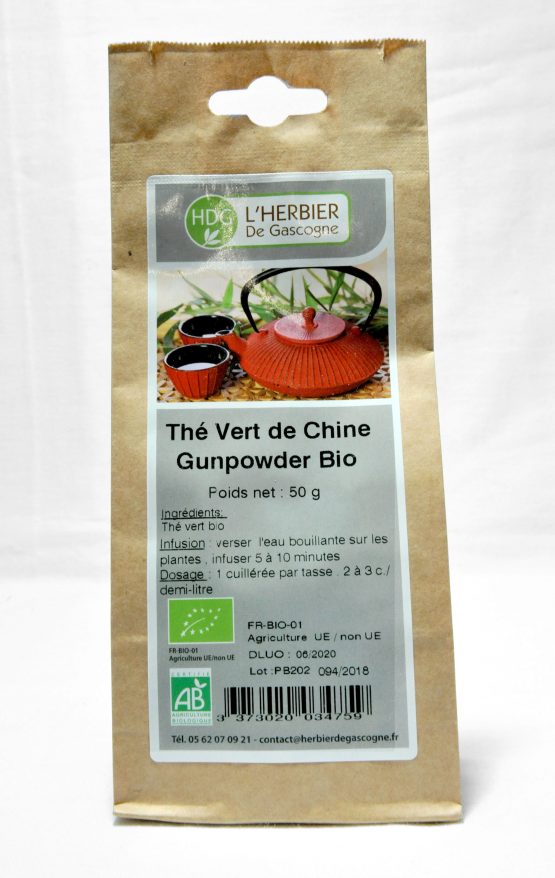 HDG L'HERBIER
De Gascogne
Thé Vert de Chine
Gunpowder Bio
Poids net : 50 g
Ingrédients:
Thé vert bio
Infusion : verser l'eau bouillante sur les
plantes , infuser 5 à 10 minutes
Dosage : 1 cuillérée par tasse . 2 à 3 c./
demi-litre
FR-BIO-01
Agriculture UE / non UE
DLUO : 06/2020
Lot :PB202 094/2018
FR-BIO-01
Agriculture UE/non UE
CERTIFIÉ
AB
AGRICULTURE
BIOLOGIQUE
3 373020 034759
Tél. 05 62 07 09 21 - contact@herbierdegascogne.fr